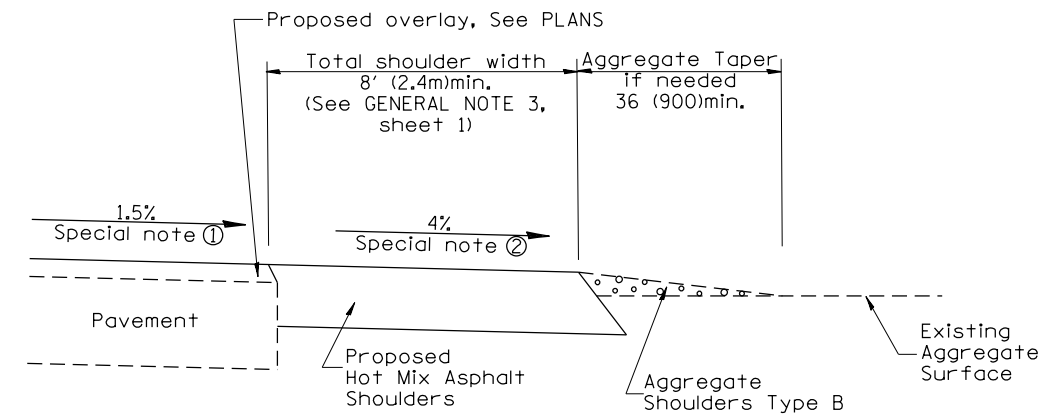 Proposed overlay, See PLANS
Total shoulder width
8' (2.4m)min.
(See GENERAL NOTE 3,
sheet 1)
Aggregate Taper
if needed
36 (900)min.
1.5%
Special note ①
4%
Special note ②
Pavement
Proposed
Hot Mix Asphalt
Shoulders
Aggregate
Shoulders Type B
Existing
Aggregate
Surface